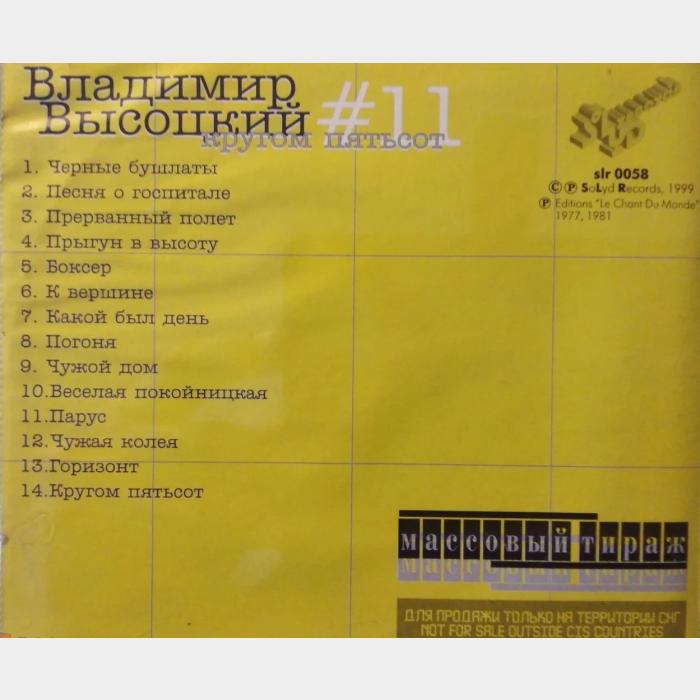 Владимир
Высоцкий #11
кругом пятьсот
1. Черные бушлаты
2. Песня о госпитале
3. Прерванный полет
4. Прыгун в высоту
5. Боксер
6. К вершине
7. Какой был день
8. Погоня
9. Чужой дом
10.Веселая покойницкая
11.Парус
12.Чужая колея
13.Горизонт
14.Кругом пятьсот
slr 0058
© ℗ SoLyd Records, 1999
℗ Editions "Le Chant Du Monde"
1977, 1981
массовый тираж
ДЛЯ ПРОДАЖИ ТОЛЬКО НА ТЕРРИТОРИИ СНГ
NOT FOR SALE OUTSIDE CIS COUNTRIES